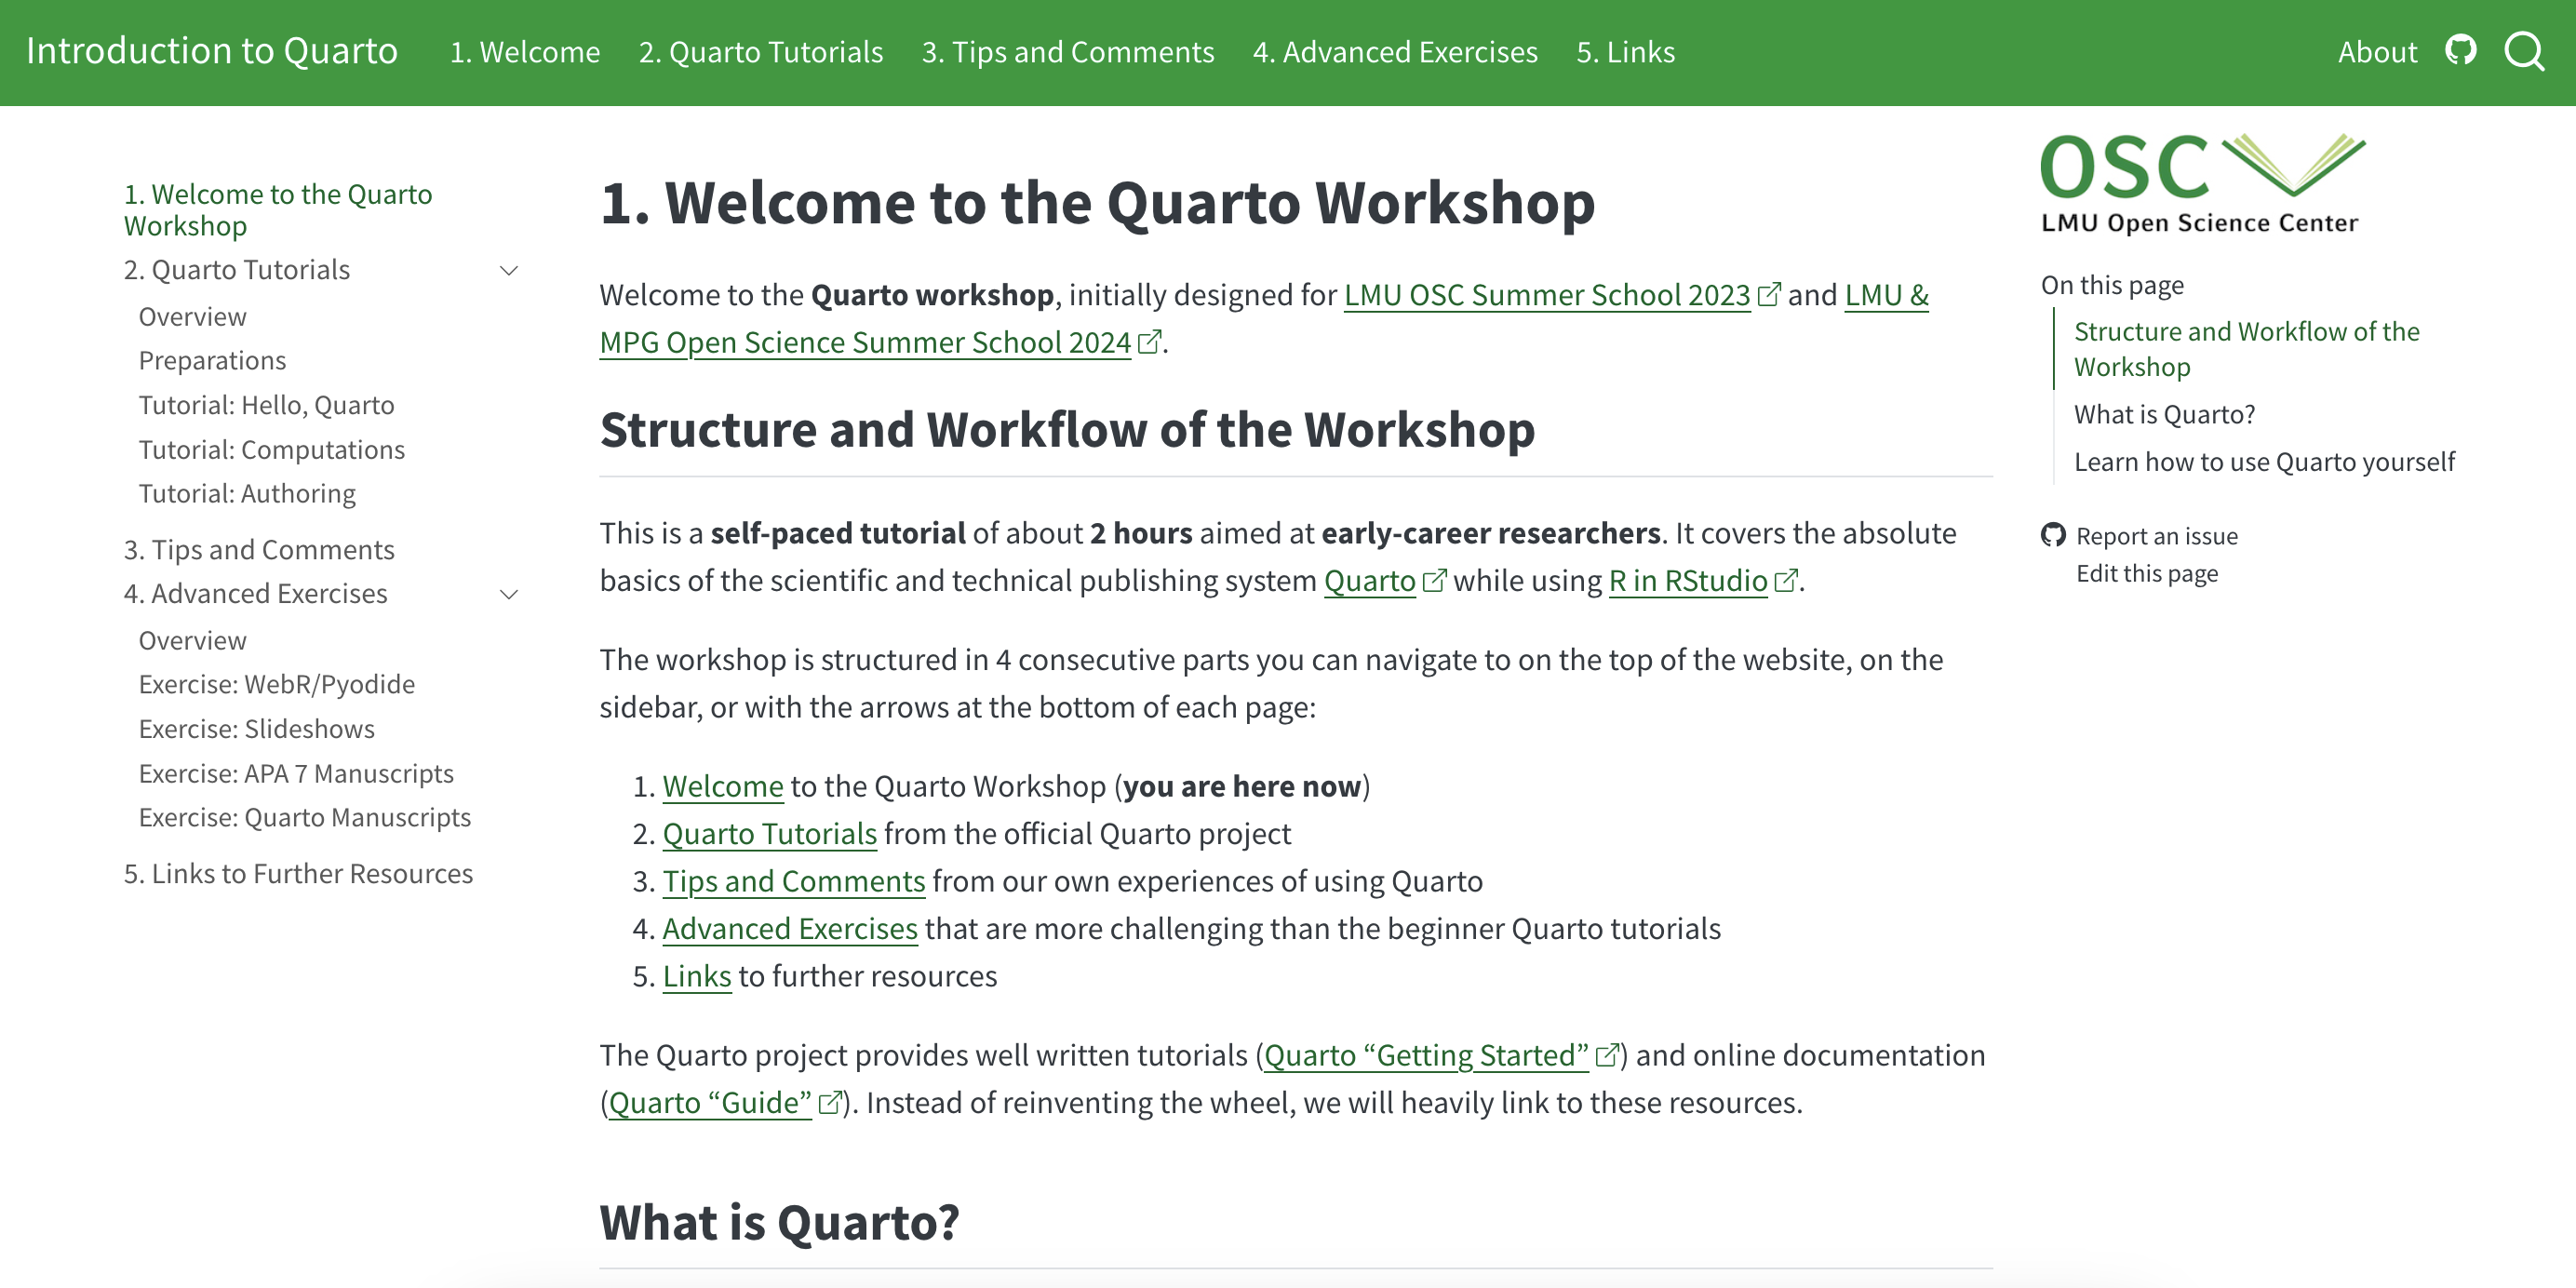 Introduction to Quarto
1. Welcome
2. Quarto Tutorials
3. Tips and Comments
4. Advanced Exercises
5. Links
About
1. Welcome to the Quarto
Workshop
2. Quarto Tutorials
Overview
Preparations
Tutorial: Hello, Quarto
Tutorial: Computations
Tutorial: Authoring
3. Tips and Comments
4. Advanced Exercises
Overview
Exercise: WebR/Pyodide
Exercise: Slideshows
Exercise: APA 7 Manuscripts
Exercise: Quarto Manuscripts
5. Links to Further Resources
1. Welcome to the Quarto Workshop
Welcome to the Quarto workshop, initially designed for LMU OSC Summer School 2023 and LMU &
MPG Open Science Summer School 2024.
Structure and Workflow of the Workshop
This is a self-paced tutorial of about 2 hours aimed at early-career researchers. It covers the absolute
basics of the scientific and technical publishing system Quarto while using R in RStudio.
The workshop is structured in 4 consecutive parts you can navigate to on the top of the website, on the
sidebar, or with the arrows at the bottom of each page:
1. Welcome to the Quarto Workshop (you are here now)
2. Quarto Tutorials from the official Quarto project
3. Tips and Comments from our own experiences of using Quarto
4. Advanced Exercises that are more challenging than the beginner Quarto tutorials
5. Links to further resources
The Quarto project provides well written tutorials (Quarto “Getting Started”) and online documentation
(Quarto “Guide”). Instead of reinventing the wheel, we will heavily link to these resources.
What is Quarto?
OSC
LMU Open Science Center
On this page
Structure and Workflow of the
Workshop
What is Quarto?
Learn how to use Quarto yourself
Report an issue
Edit this page